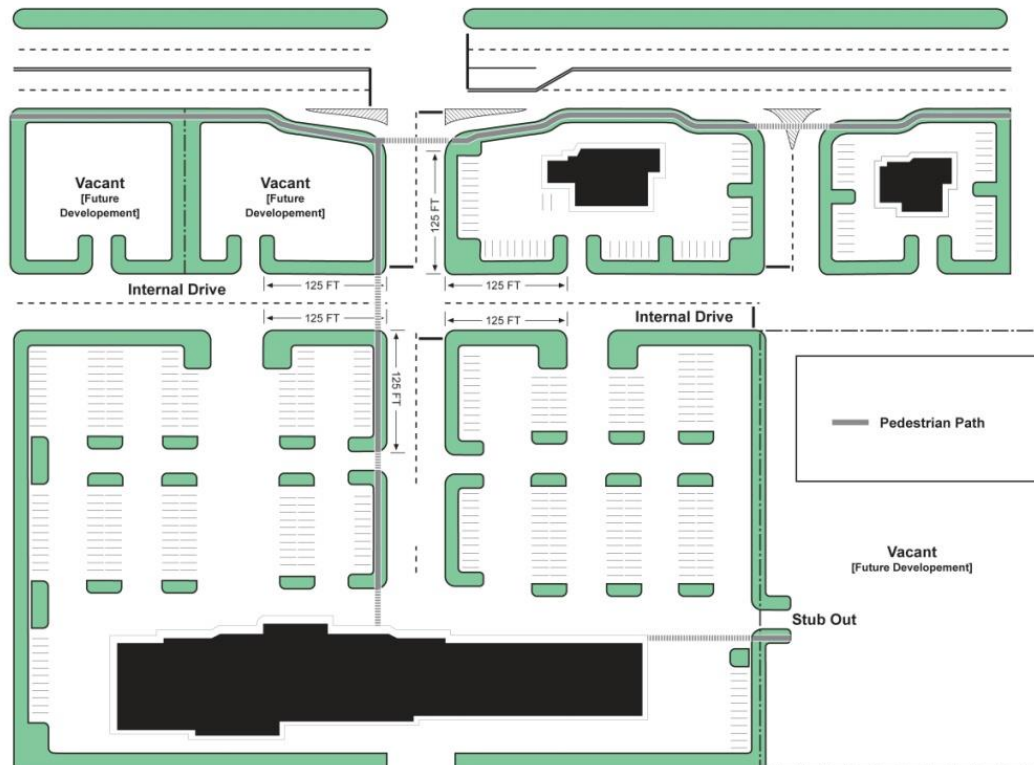 Vacant
[Future
Developement]
Vacant
[Future
Developement]
125 FT
Internal Drive
125 FT
125 FT
125 FT
125 FT
Internal Drive
125 FT
Pedestrian Path
Vacant
[Future Developement]
Stub Out